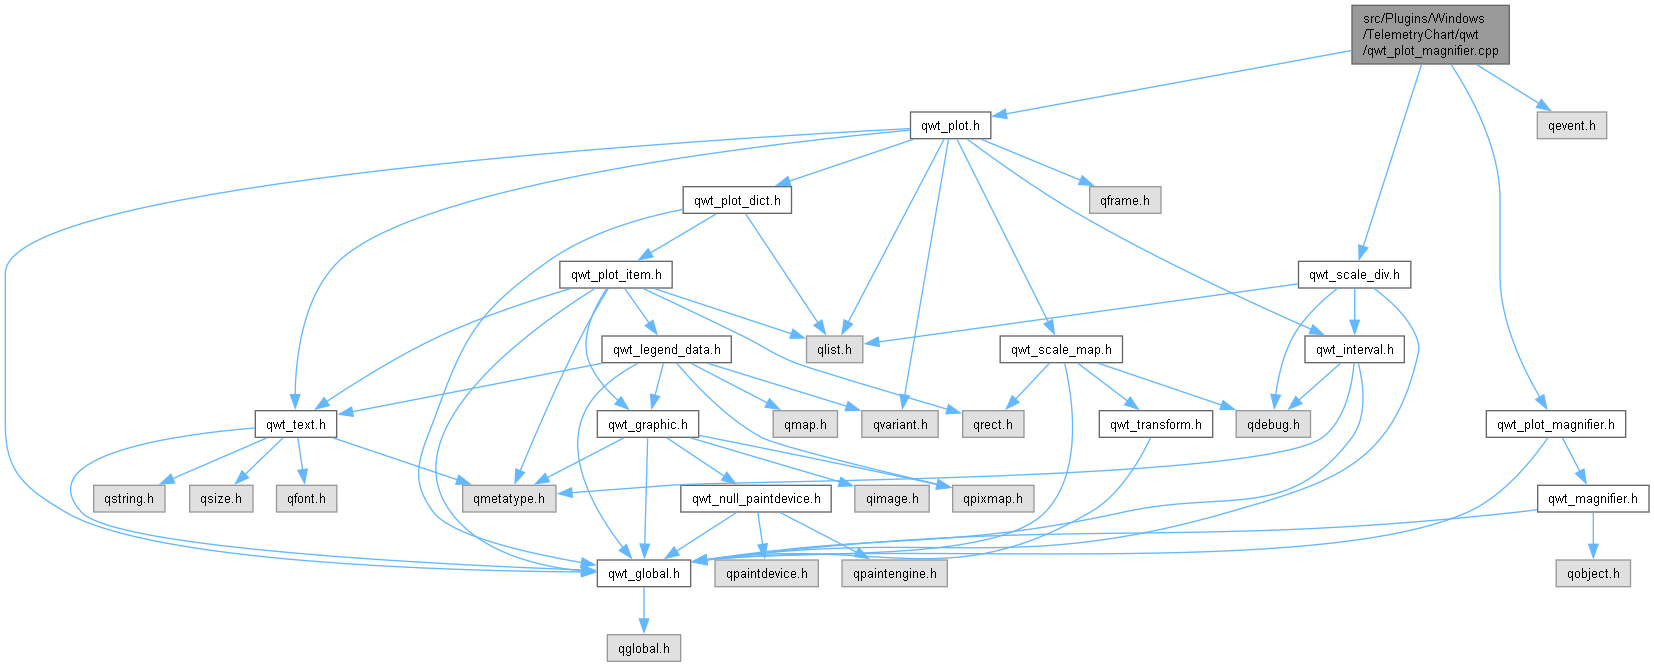 src/Plugins/Windows
/TelemetryChart/qwt
/qwt_plot_magnifier.cpp
qwt_plot.h
qevent.h
qwt_plot_dict.h
qframe.h
qwt_plot_item.h
qwt_scale_div.h
qwt_legend_data.h
qlist.h
qwt_scale_map.h
qwt_interval.h
qwt_text.h
qwt_graphic.h
qmap.h
qvariant.h
qrect.h
qwt_transform.h
qdebug.h
qwt_plot_magnifier.h
qstring.h
qsize.h
qfont.h
qmetatype.h
qwt_null_paintdevice.h
qimage.h
qpixmap.h
qwt_magnifier.h
qwt_global.h
qpaintdevice.h
qpaintengine.h
qobject.h
qglobal.h